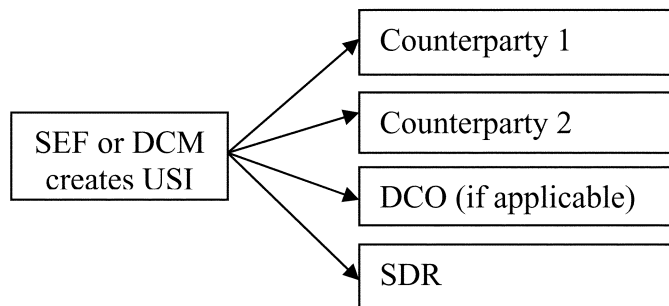 SEF or DCM
creates USI
Counterparty 1
Counterparty 2
DCO (if applicable)
SDR